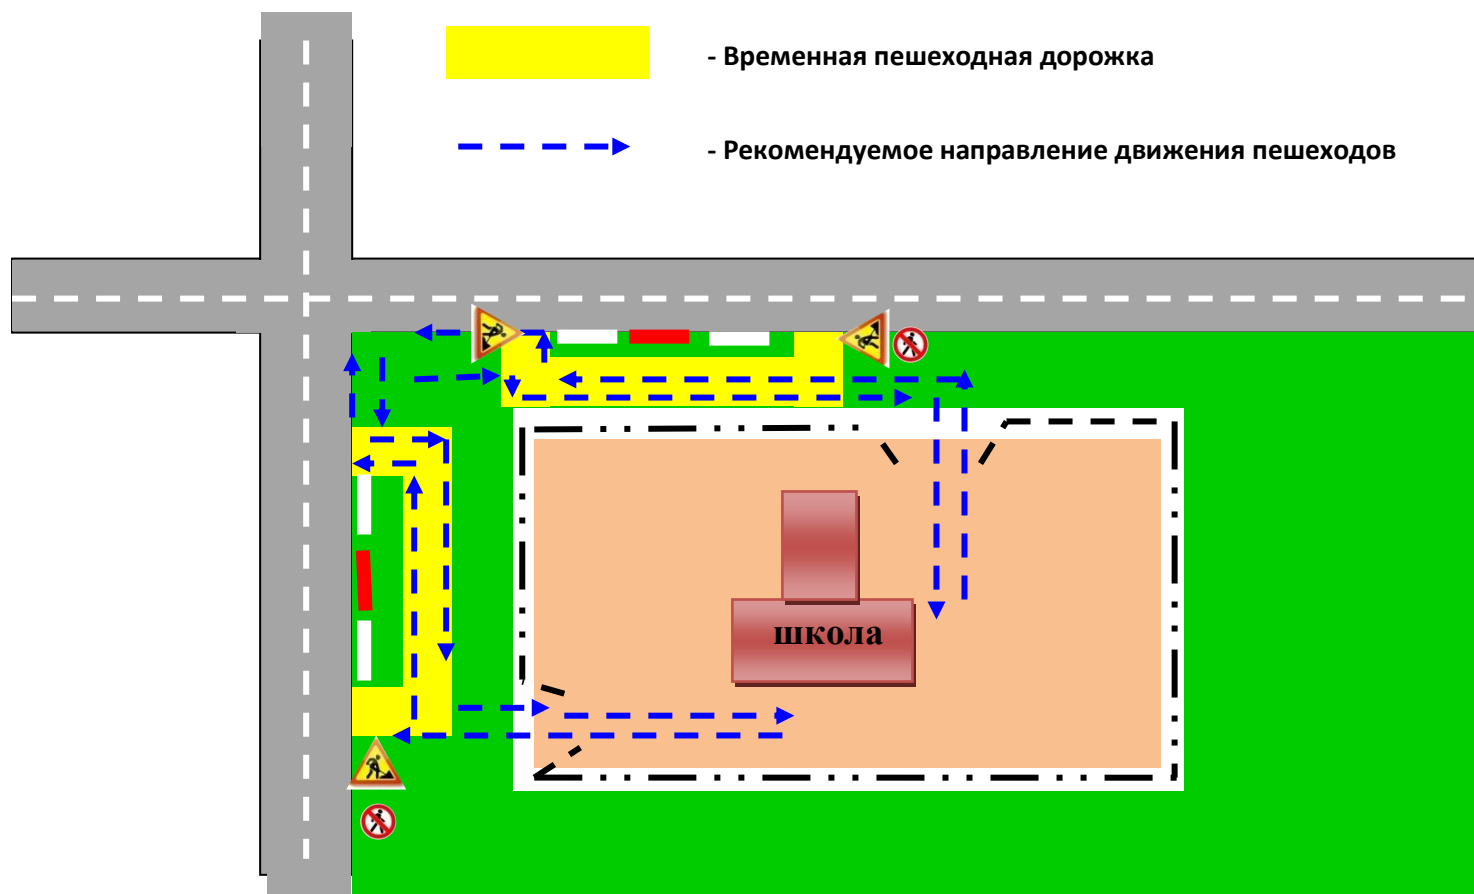 - Временная пешеходная дорожка
- Рекомендуемое направление движения пешеходов
школа